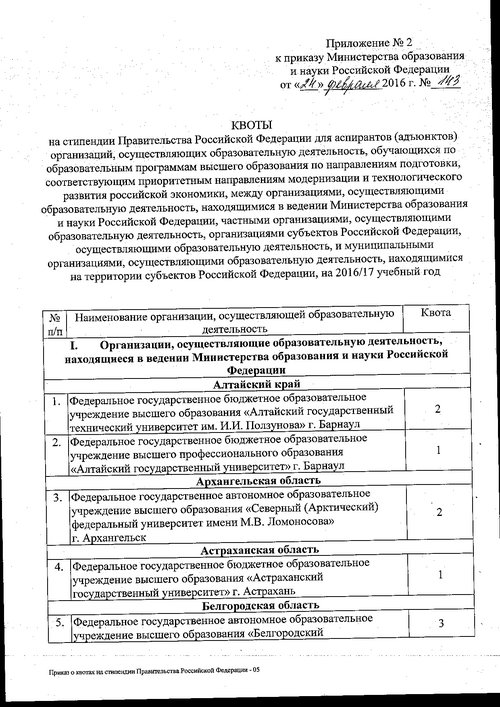 Приложение № 2
к приказу Министерства образования
и науки Российской Федерации
от «24» февраля 2016 г. № 143
КВОТЫ
на стипендии Правительства Российской Федерации для аспирантов (адъюнктов)
организаций, осуществляющих образовательную деятельность, обучающихся по
образовательным программам высшего образования по направлениям подготовки,
соответствующим приоритетным направлениям модернизации и технологического
развития российской экономики, между организациями, осуществляющими
образовательную деятельность, находящимися в ведении Министерства образования
и науки Российской Федерации, частными организациями, осуществляющими
образовательную деятельность, организациями субъектов Российской Федерации,
осуществляющими образовательную деятельность, и муниципальными
организациями, осуществляющими образовательную деятельность, находящимися
на территории субъектов Российской Федерации, на 2016/17 учебный год
№ Наименование организации, осуществляющей образовательную Квота
п/п деятельность
I. Организации, осуществляющие образовательную деятельность,
находящиеся в ведении Министерства образования и науки Российской
Федерации
Алтайский край
1. Федеральное государственное бюджетное образовательное
учреждение высшего образования «Алтайский государственный 2
технический университет им. И.И. Ползунова» г. Барнаул
2. Федеральное государственное бюджетное образовательное
учреждение высшего профессионального образования 1
«Алтайский государственный университет» г. Барнаул
Архангельская область
3. Федеральное государственное автономное образовательное
учреждение высшего образования «Северный (Арктический) 2
федеральный университет имени М.В. Ломоносова»
г. Архангельск
Астраханская область
4. Федеральное государственное бюджетное образовательное
учреждение высшего образования «Астраханский 1
государственный университет» г. Астрахань
Белгородская область
5. Федеральное государственное автономное образовательное 3
учреждение высшего образования «Белгородский
Приказ о квотах на стипендии Правительства Российской Федерации - 05